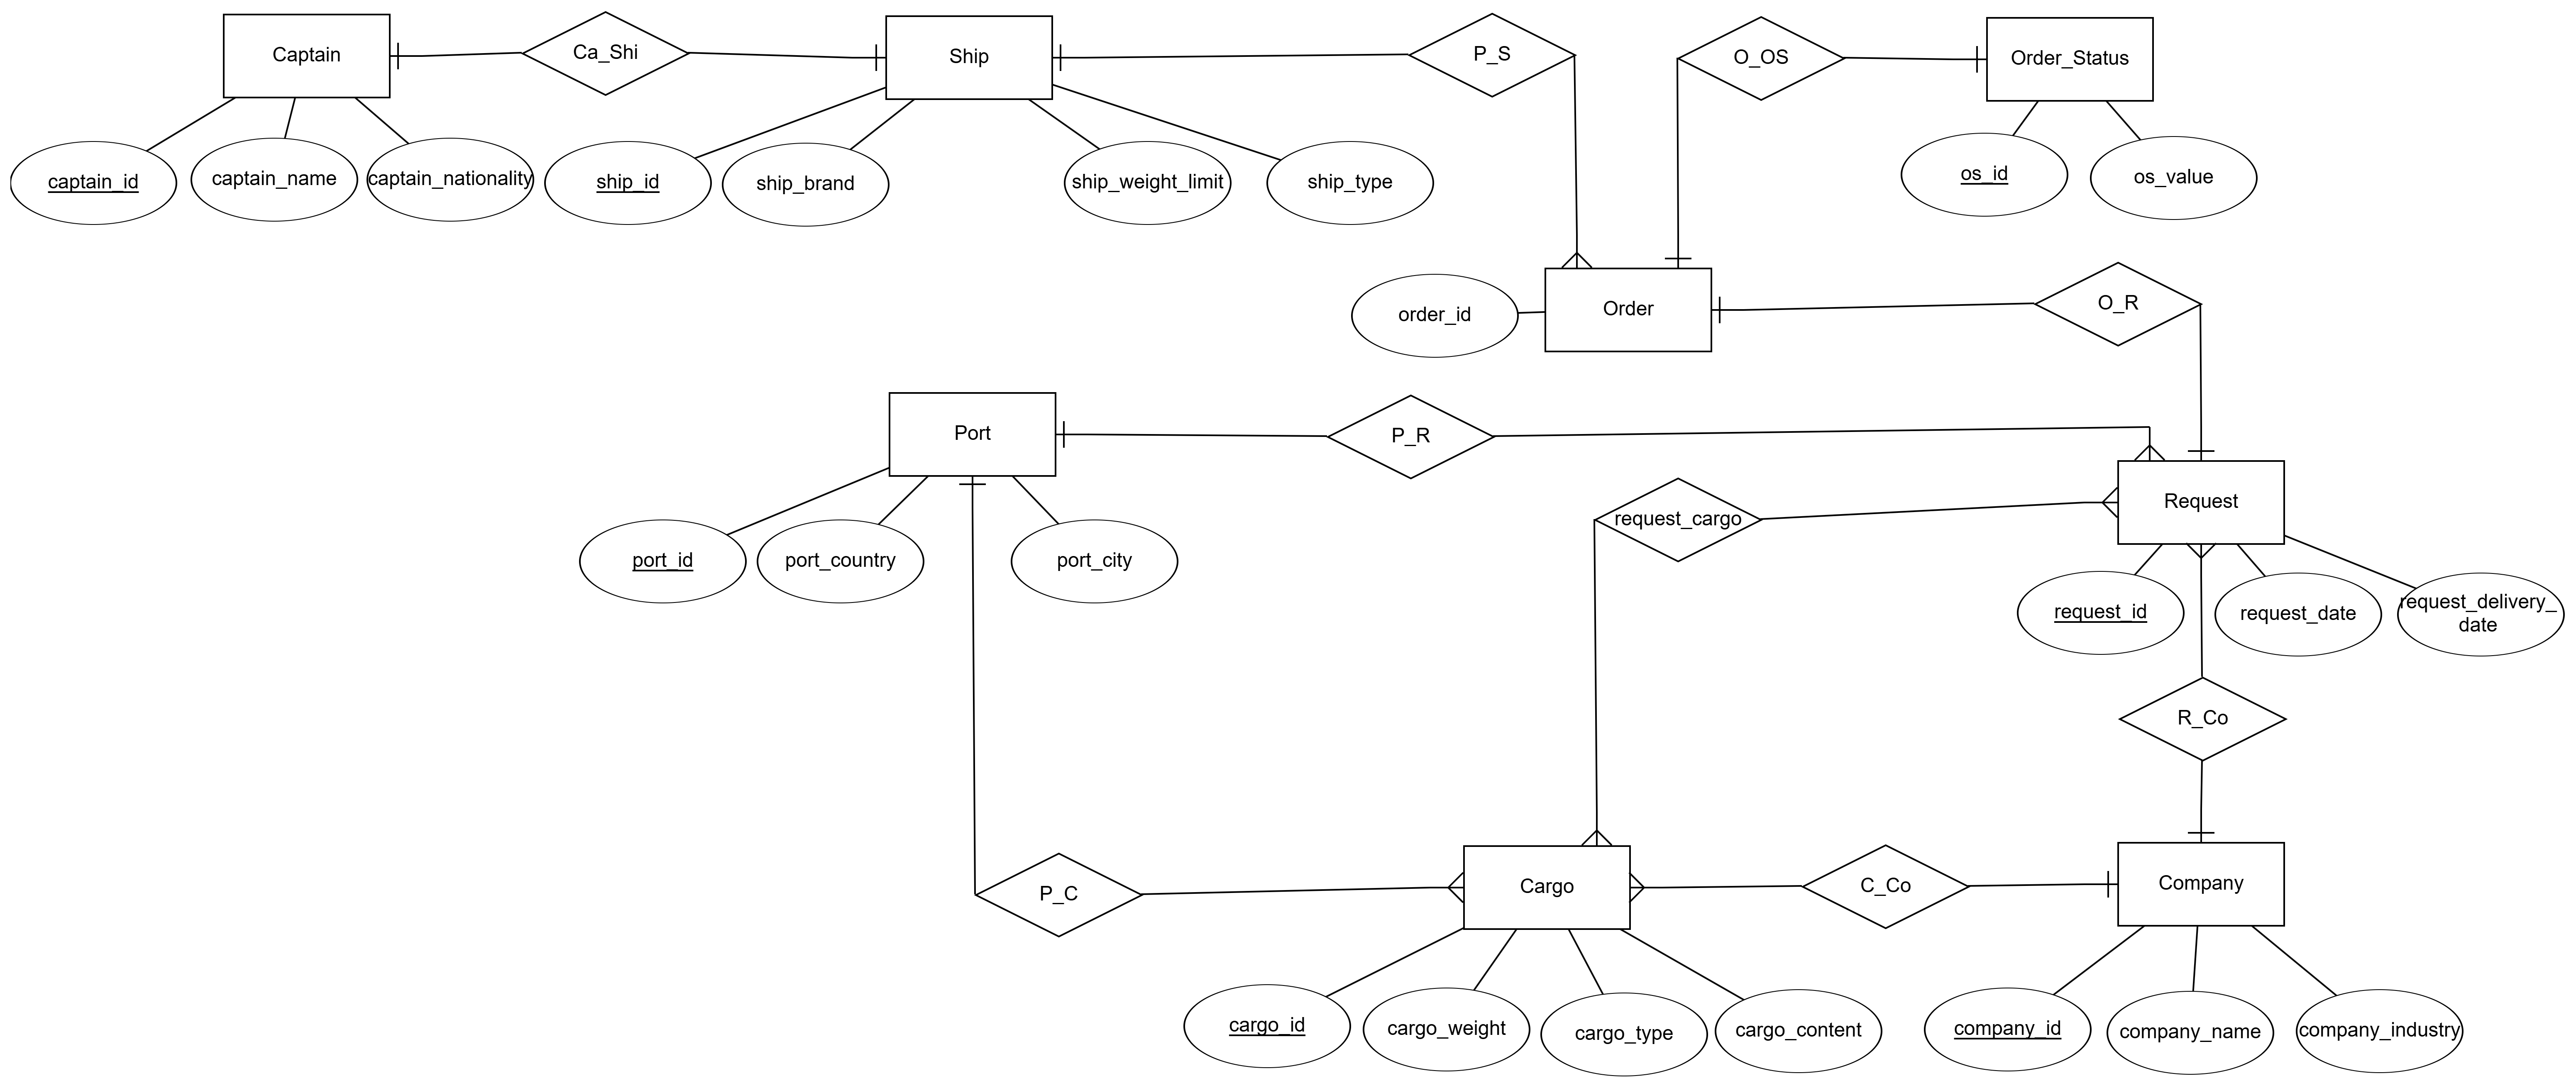 Captain
Ca_Shi
Ship
P_S
O_OS
Order_Status
captain_id
captain_name
captain_nationality
ship_id
ship_brand
ship_weight_limit
ship_type
os_id
os_value
order_id
Order
O_R
Port
P_R
Request
request_cargo
port_id
port_country
port_city
request_id
request_date
request_delivery_
date
R_Co
P_C
Cargo
C_Co
Company
cargo_id
cargo_weight
cargo_type
cargo_content
company_id
company_name
company_industry